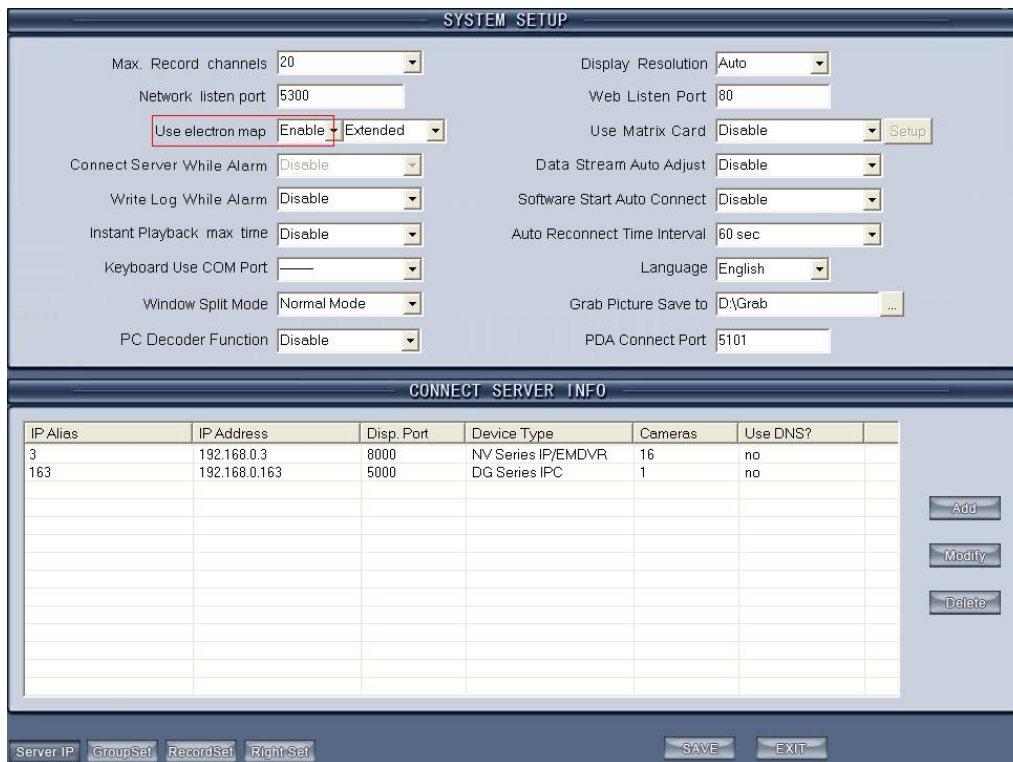 SYSTEM SETUP
Max. Record channels 20 Display Resolution Auto
Network listen port 5300 Web Listen Port 80
Use electron map Enable Extended Use Matrix Card Disable Setup
Connect Server While Alarm Disable Data Stream Auto Adjust Disable
Write Log While Alarm Disable Software Start Auto Connect Disable
Instant Playback max time Disable Auto Reconnect Time Interval 60 sec
Keyboard Use COM Port —— Language English
Window Split Mode Normal Mode Grab Picture Save to D:\Grab ...
PC Decoder Function Disable PDA Connect Port 5101
CONNECT SERVER INFO
IP Alias IP Address Disp. Port Device Type Cameras Use DNS?
3 192.168.0.3 8000 NV Series IP/EMDVR 16 no
163 192.168.0.163 5000 DG Series IPC 1 no
Add
Modify
Delete
Server IP GroupSet RecordSet Right Set SAVE EXIT